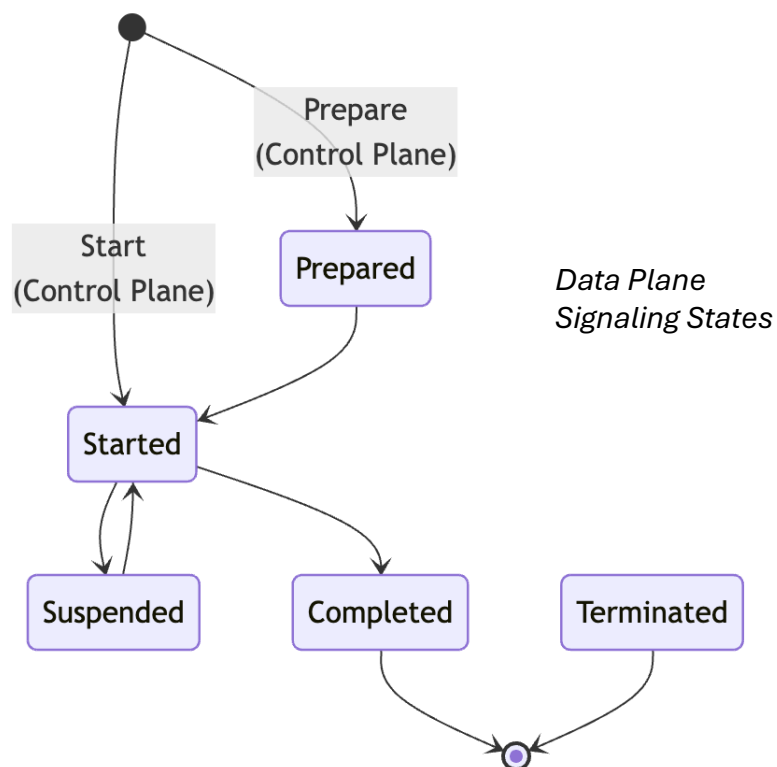 Prepare
(Control Plane)
Start
(Control Plane)
Prepared
Data Plane
Signaling States
Started
Suspended
Completed
Terminated